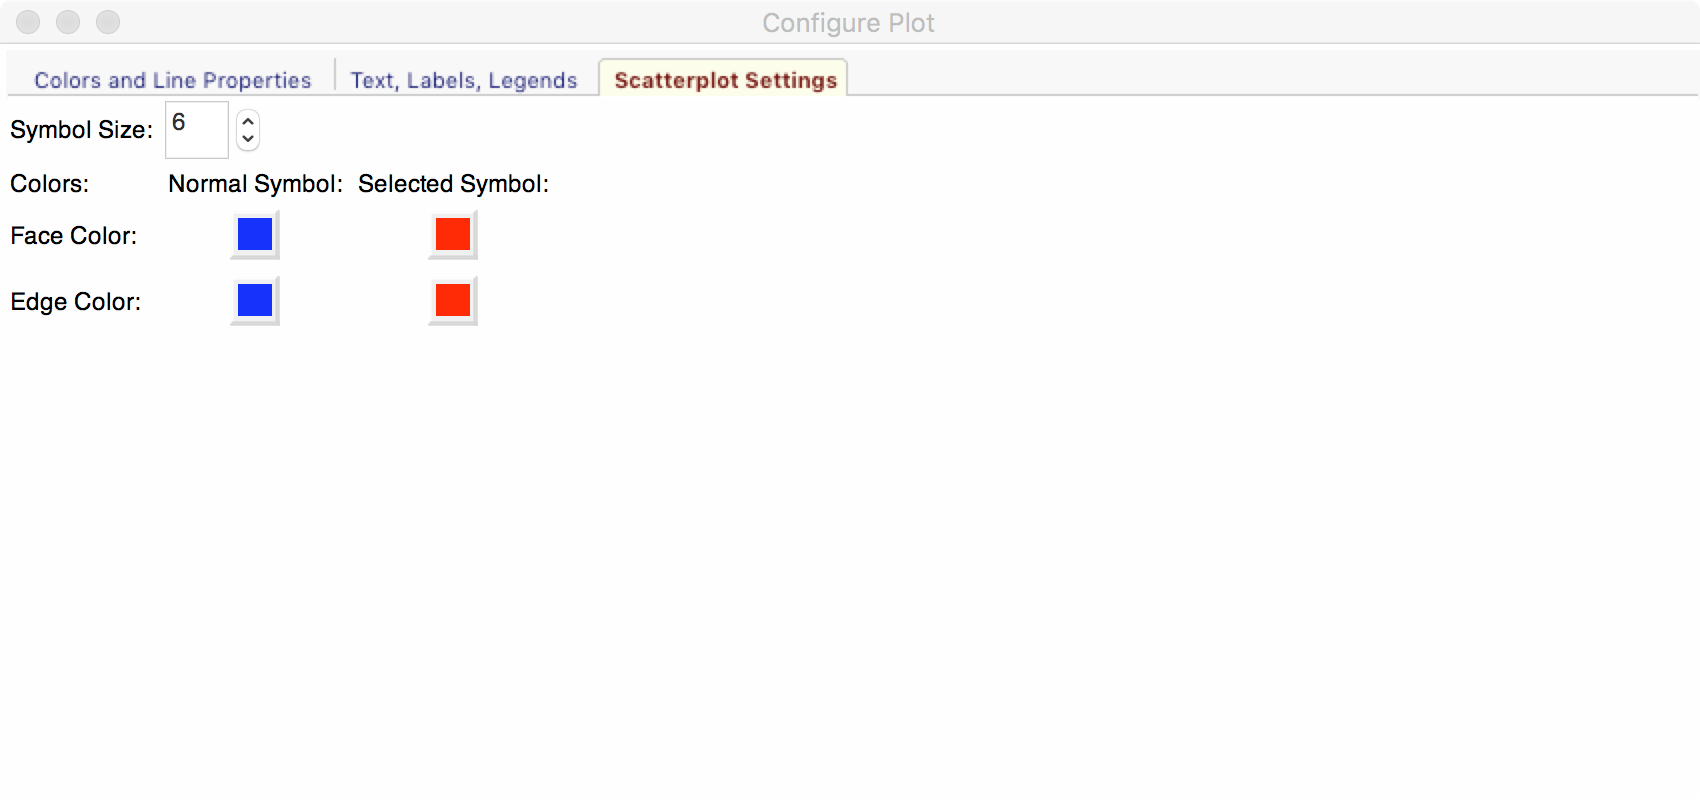 Configure Plot
Colors and Line Properties Text, Labels, Legends Scatterplot Settings
Symbol Size: 6
Colors: Normal Symbol: Selected Symbol:
Face Color:
Edge Color: